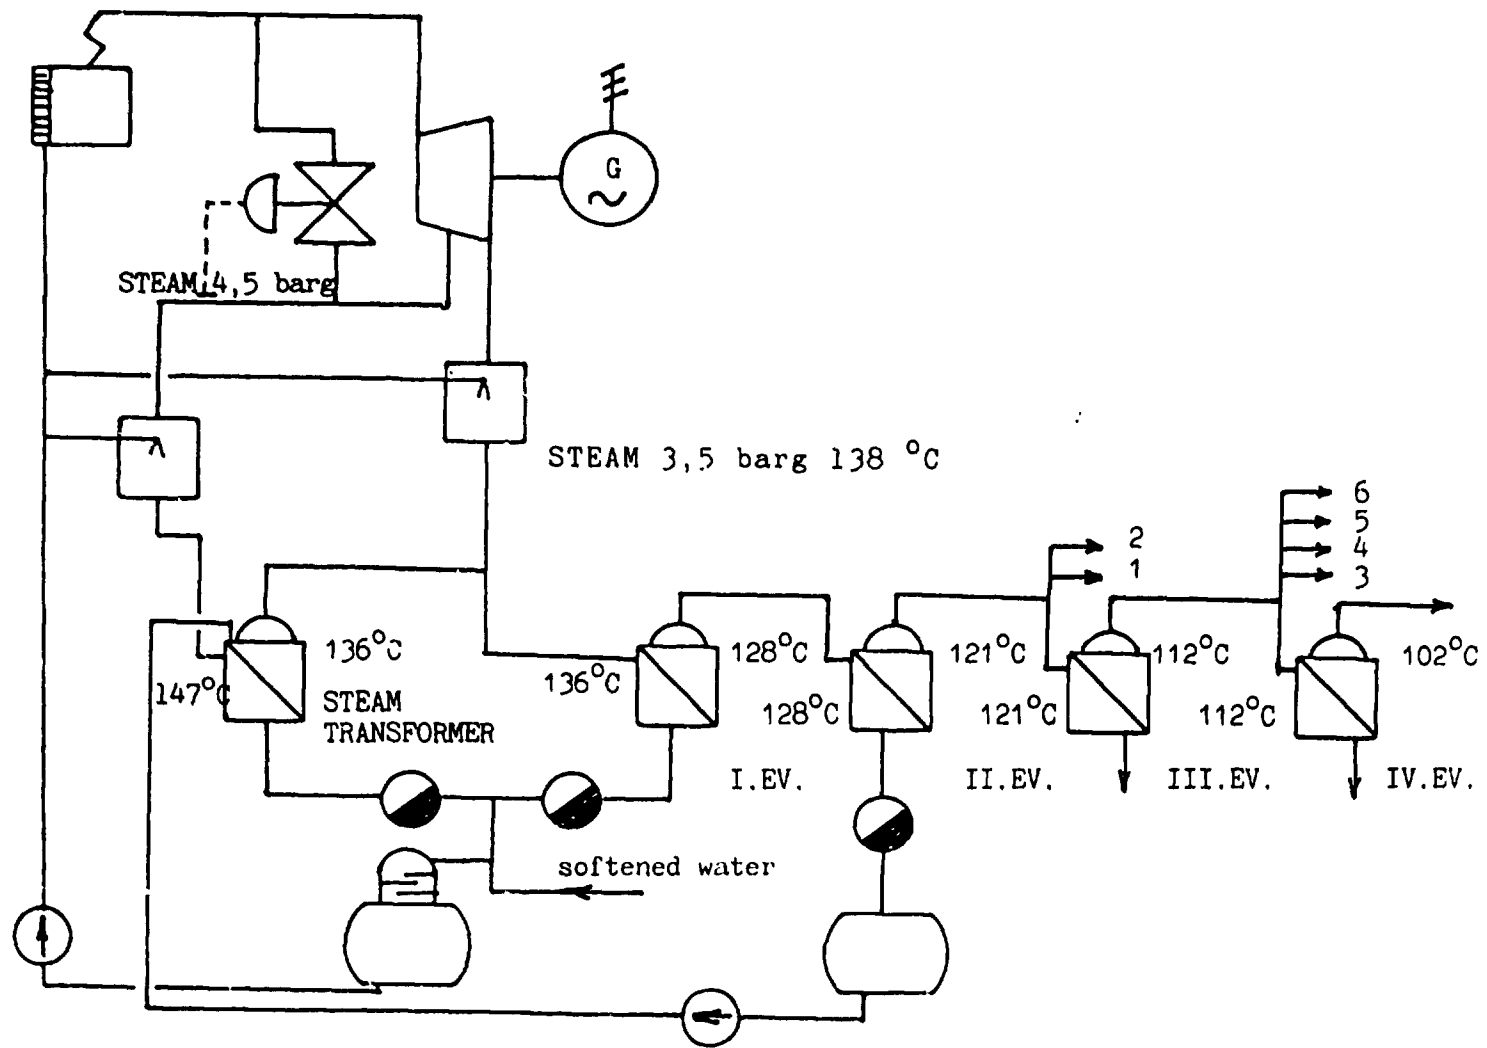 G
STEAM 4,5 barg
STEAM 3,5 barg 138 °C
6
5
4
3
2
1
136°C
147°C
STEAM
TRANSFORMER
136°C
128°C
128°C
121°C
121°C
112°C
112°C
102°C
I.EV.
II.EV.
III.EV.
IV.EV.
softened water